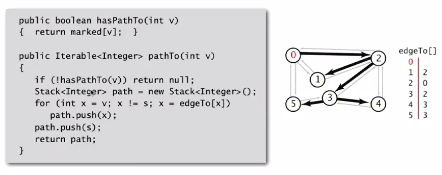 public boolean hasPathTo(int v)
{ return marked[v]; }
public Iterable<Integer> pathTo(int v)
{
if (!hasPathTo(v)) return null;
Stack<Integer> path = new Stack<Integer>();
for (int x = v; x != s; x = edgeTo[x])
path.push(x);
path.push(s);
return path;
}
0
2
1
5
3
4
edgeTo[]
0
1 2
2 0
3 2
4 3
5 3